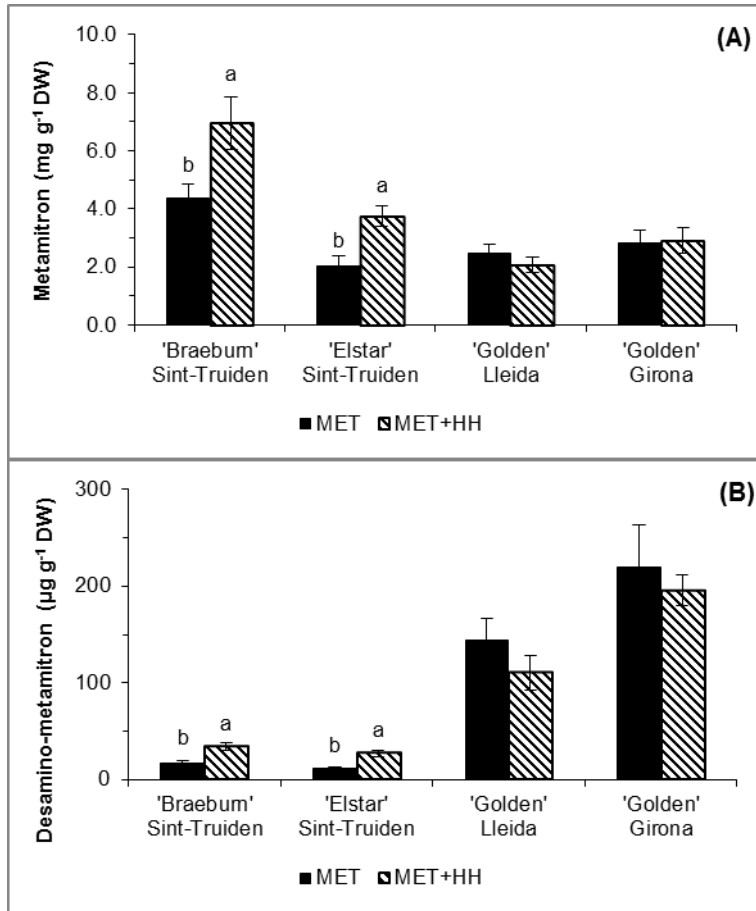 (A)
Metamitron (mg g⁻¹ DW)
10.0
8.0
6.0
4.0
2.0
0.0
b
a
b
a
'Braeburn'
Sint-Truiden
'Elstar'
Sint-Truiden
'Golden'
Lleida
'Golden'
Girona
MET
MET+HH
(B)
Desamino-metamitron (µg g⁻¹ DW)
300
200
100
0
b
a
b
a
'Braeburn'
Sint-Truiden
'Elstar'
Sint-Truiden
'Golden'
Lleida
'Golden'
Girona
MET
MET+HH